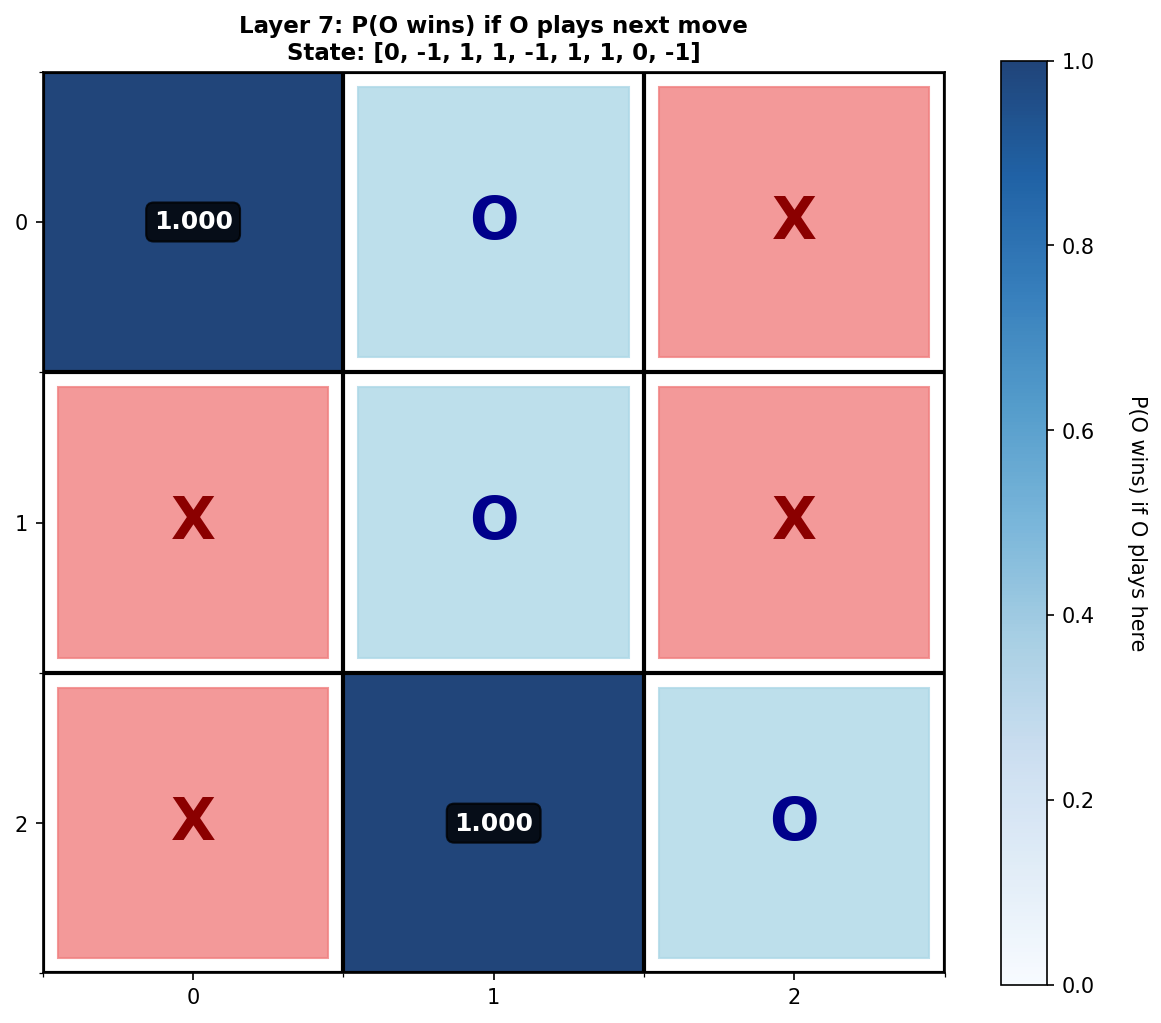 Layer 7: P(O wins) if O plays next move
State: [0, -1, 1, 1, -1, 1, 1, 0, -1]
0
1.000
O
X
1
X
O
X
2
X
1.000
O
0
1
2
1.0
0.8
0.6
0.4
0.2
0.0
P(O wins) if O plays here